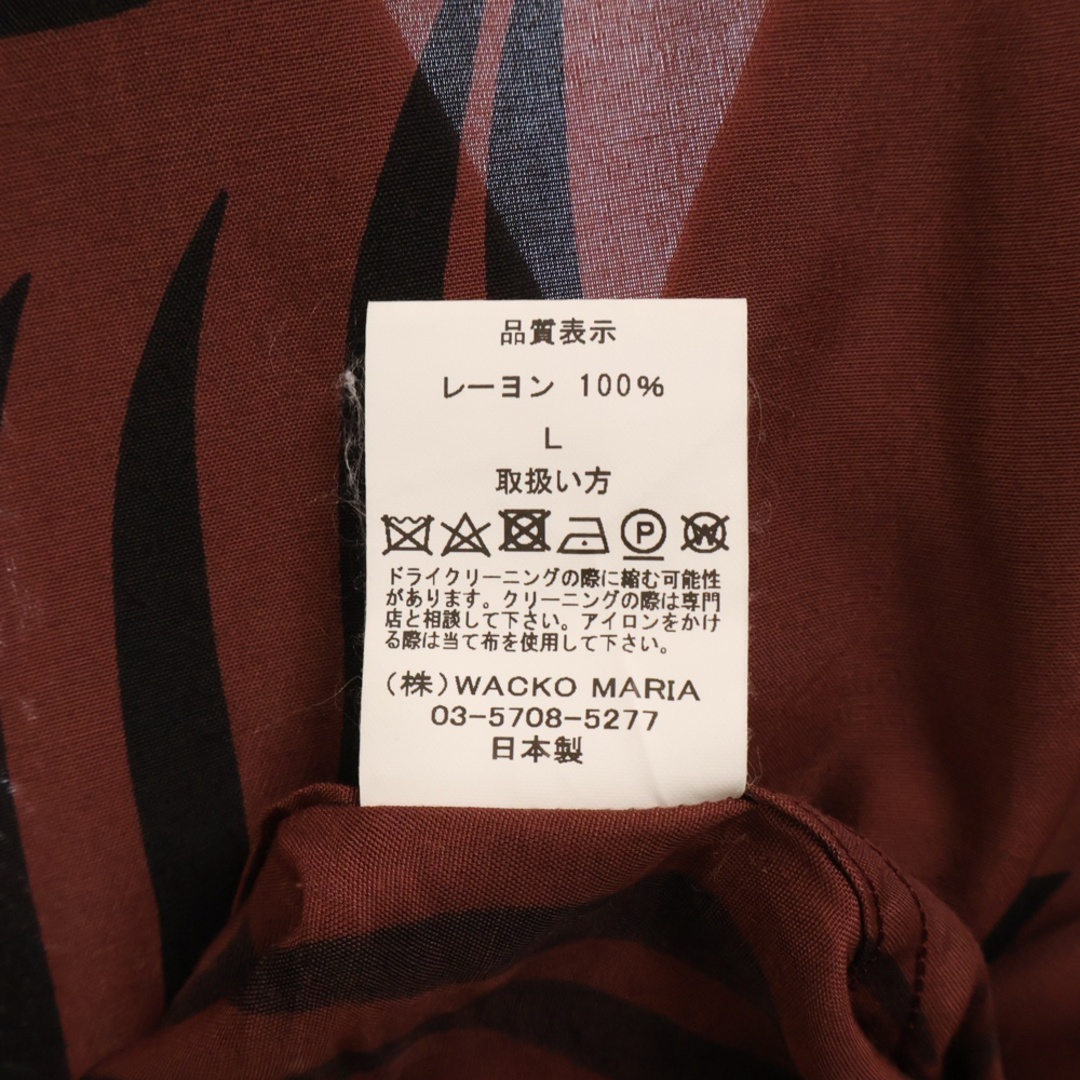 品質表示
レーヨン 100%
L
取扱い方
P W
ドライクリーニングの際に縮む可能性
があります。クリーニングの際は専門
店と相談して下さい。アイロンをかけ
る際は当て布を使用して下さい。
(株)WACKO MARIA
03-5708-5277
日本製